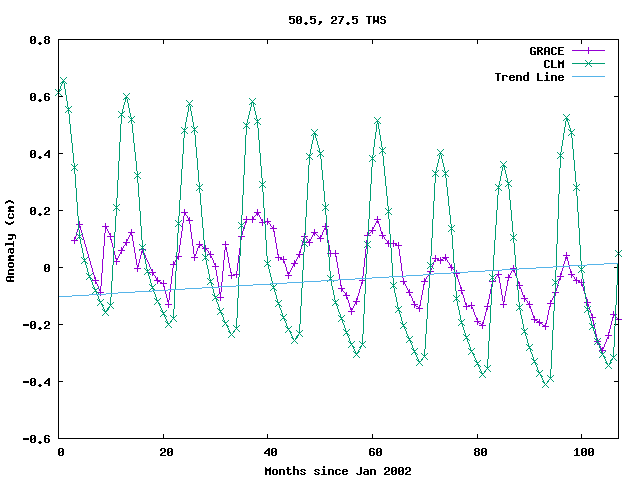 50.5, 27.5 TWS
GRACE
CLM
Trend Line
0.8
0.6
0.4
0.2
0
-0.2
-0.4
-0.6
Anomaly (cm)
0 20 40 60 80 100
Months since Jan 2002